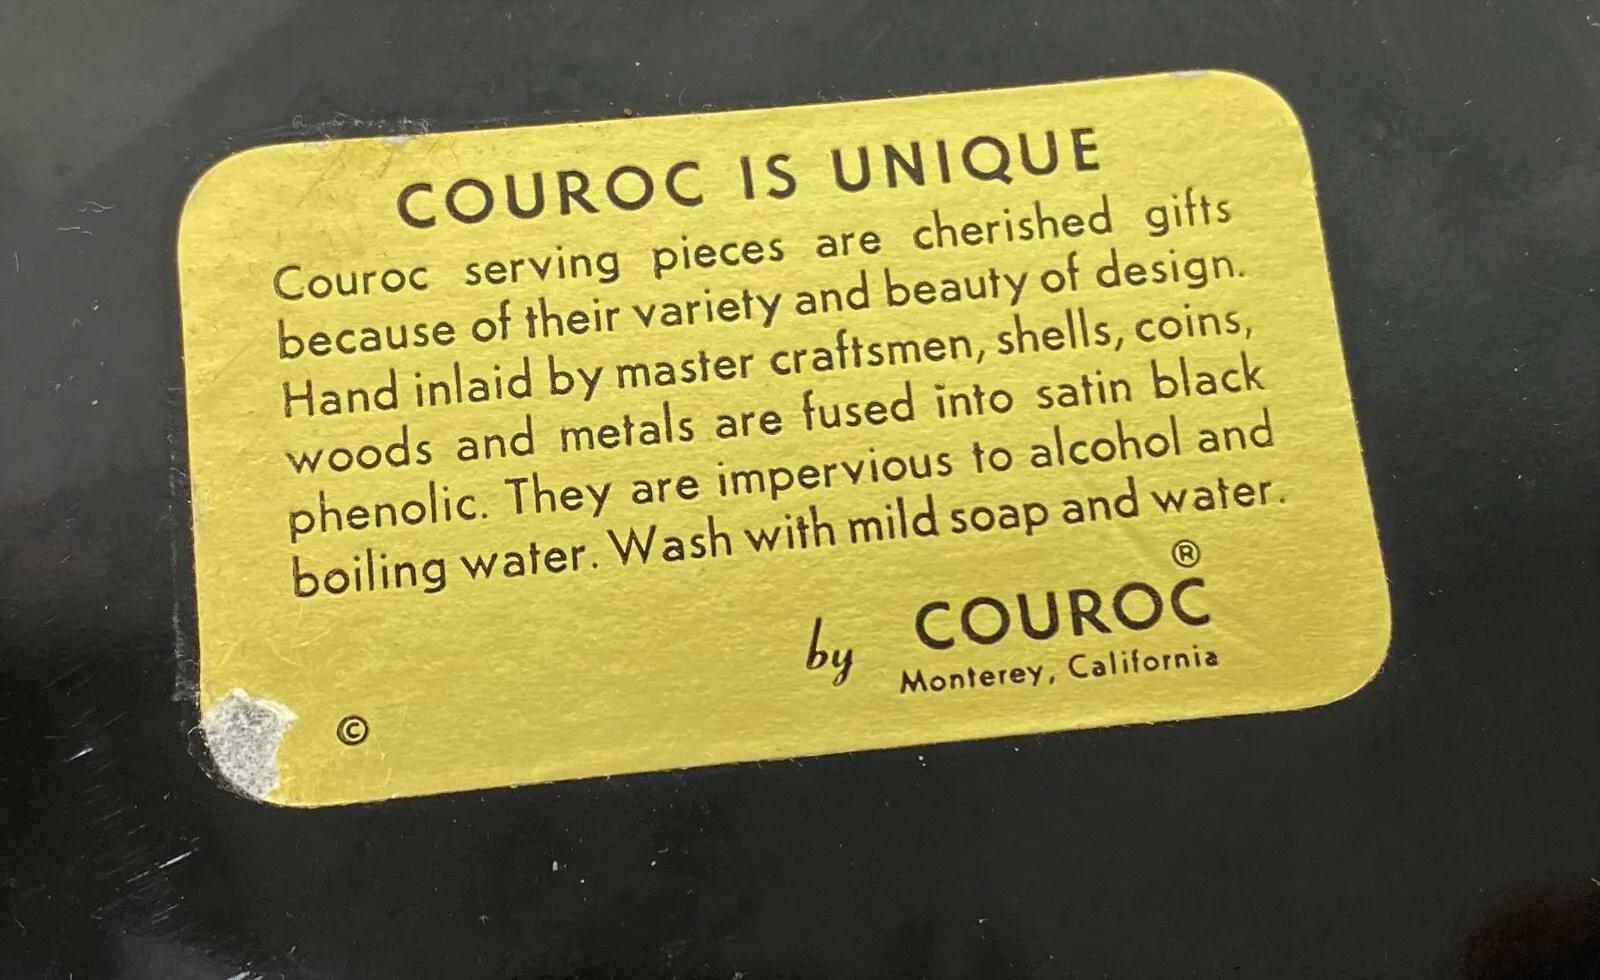 COUROC IS UNIQUE
Couroc serving pieces are cherished gifts
because of their variety and beauty of design.
Hand inlaid by master craftsmen, shells, coins,
woods and metals are fused into satin black
phenolic. They are impervious to alcohol and
boiling water. Wash with mild soap and water.
by COUROC®
Monterey, California
©